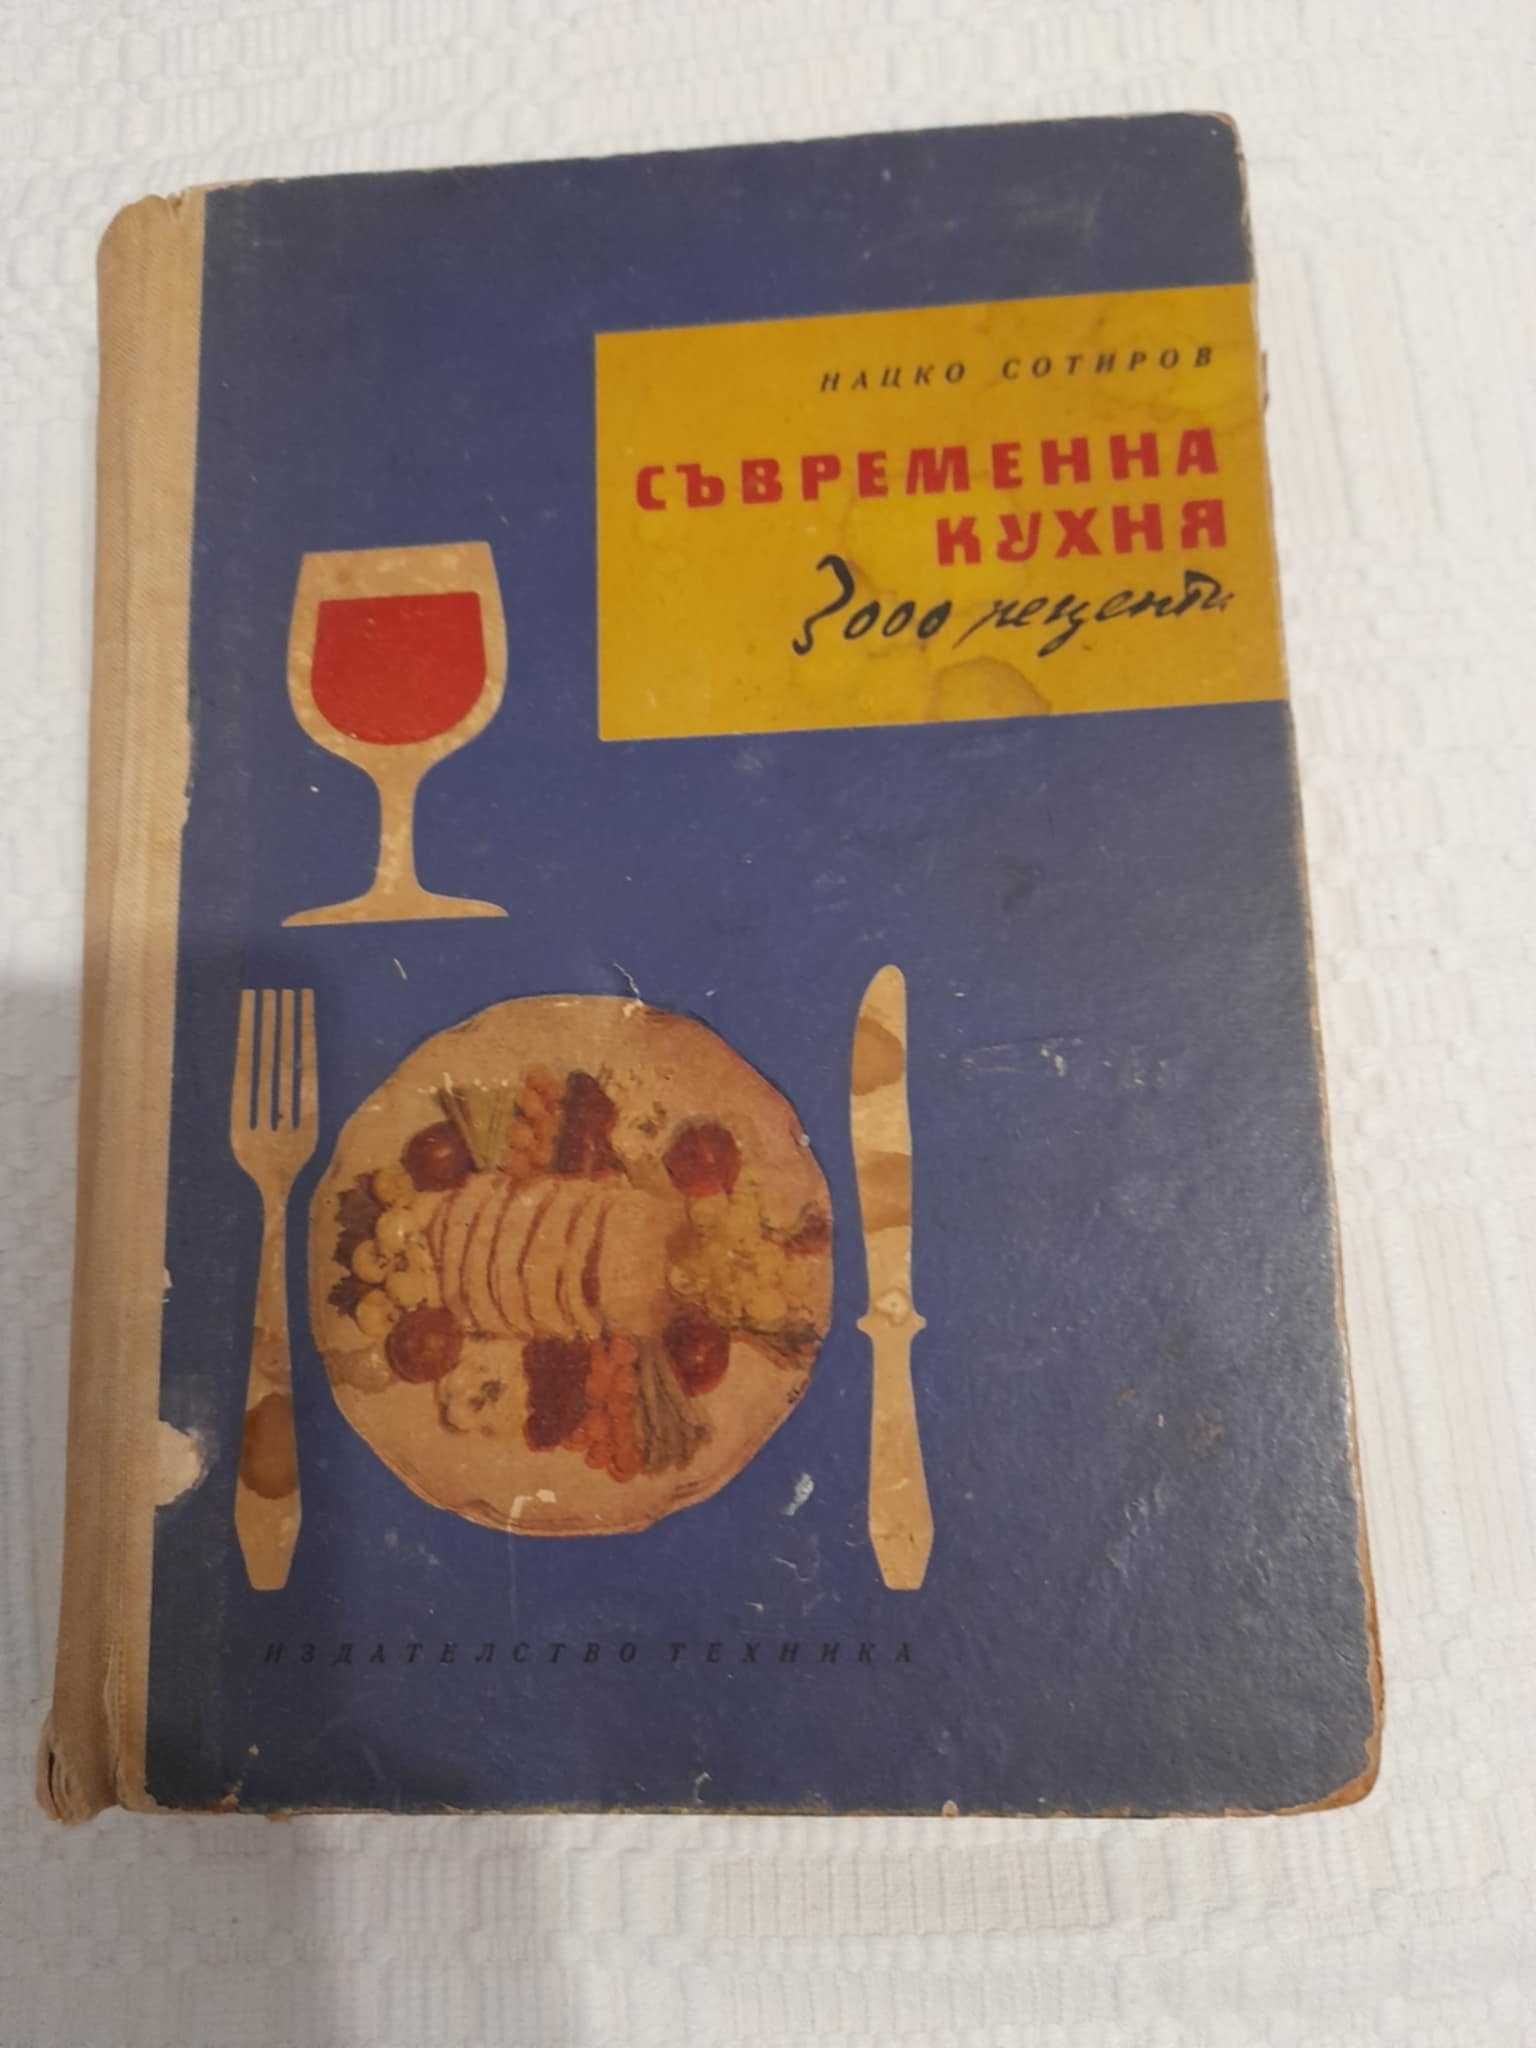 НАЦКО СОТИРОВ
СЪВРЕМЕННА
КУХНЯ
3000 рецепти
ИЗДАТЕЛСТВО ТЕХНИКА